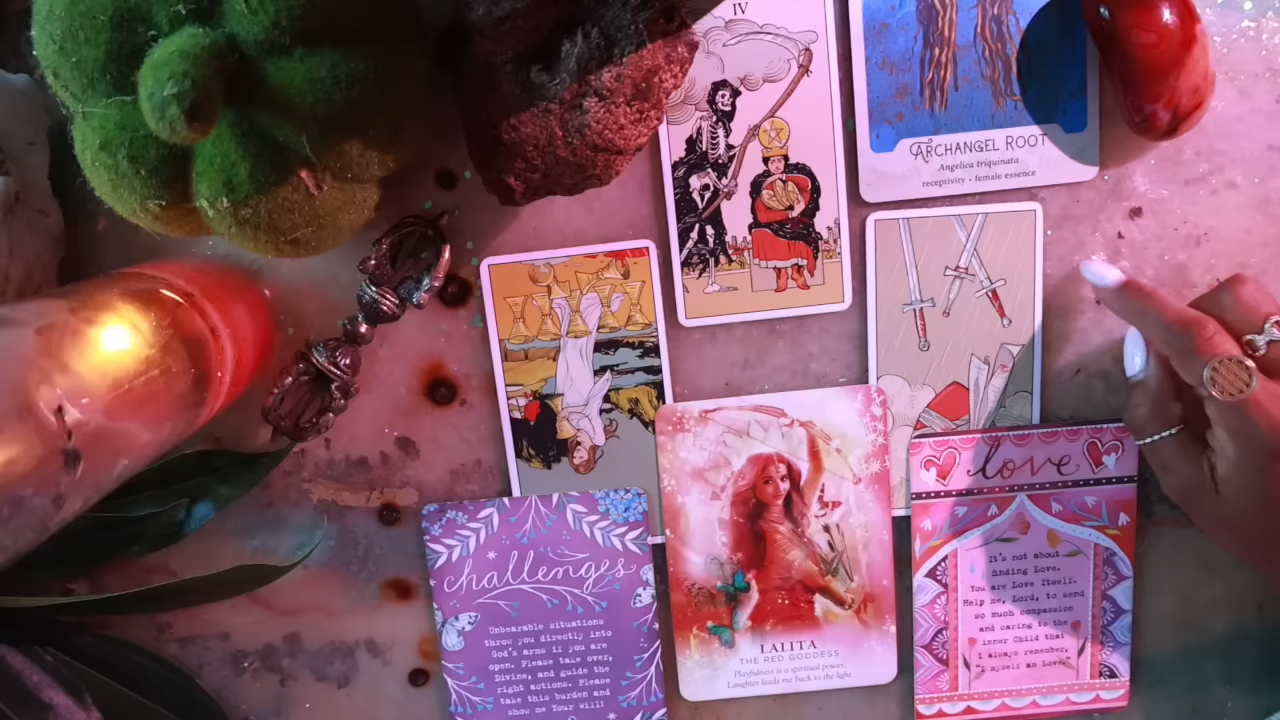 IV
ARCHANGEL ROOT
Angelica triquinata
receptivity • female essence
challenges
Unbearable situations
throw you directly into
God's arms if you are
open. Please take over,
Divine, and guide the
right actions. Please
take this burden and
show me Your will!
LALITA
THE RED GODDESS
Playfulness is a spiritual power.
Laughter leads me back to the light.
love
It's not about
finding Love.
You are Love Itself.
Help me, Lord, to send
so much compassion
and caring to the
inner Child that
I always remember,
"I myself am Love."